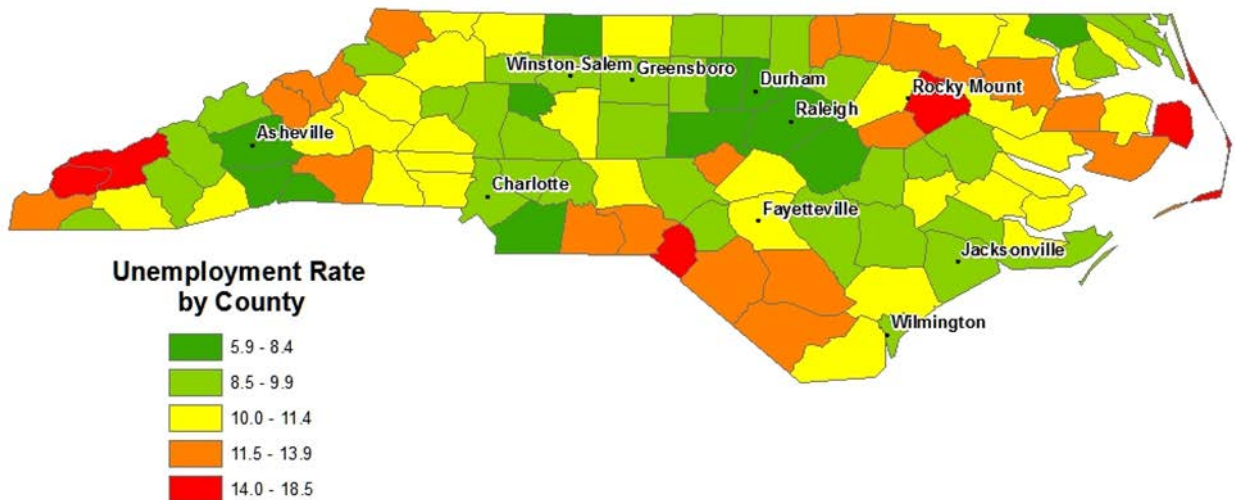 Winston-Salem
Greensboro
Durham
Rocky Mount
Raleigh
Asheville
Charlotte
Fayetteville
Jacksonville
Wilmington
Unemployment Rate
by County
5.9 - 8.4
8.5 - 9.9
10.0 - 11.4
11.5 - 13.9
14.0 - 18.5